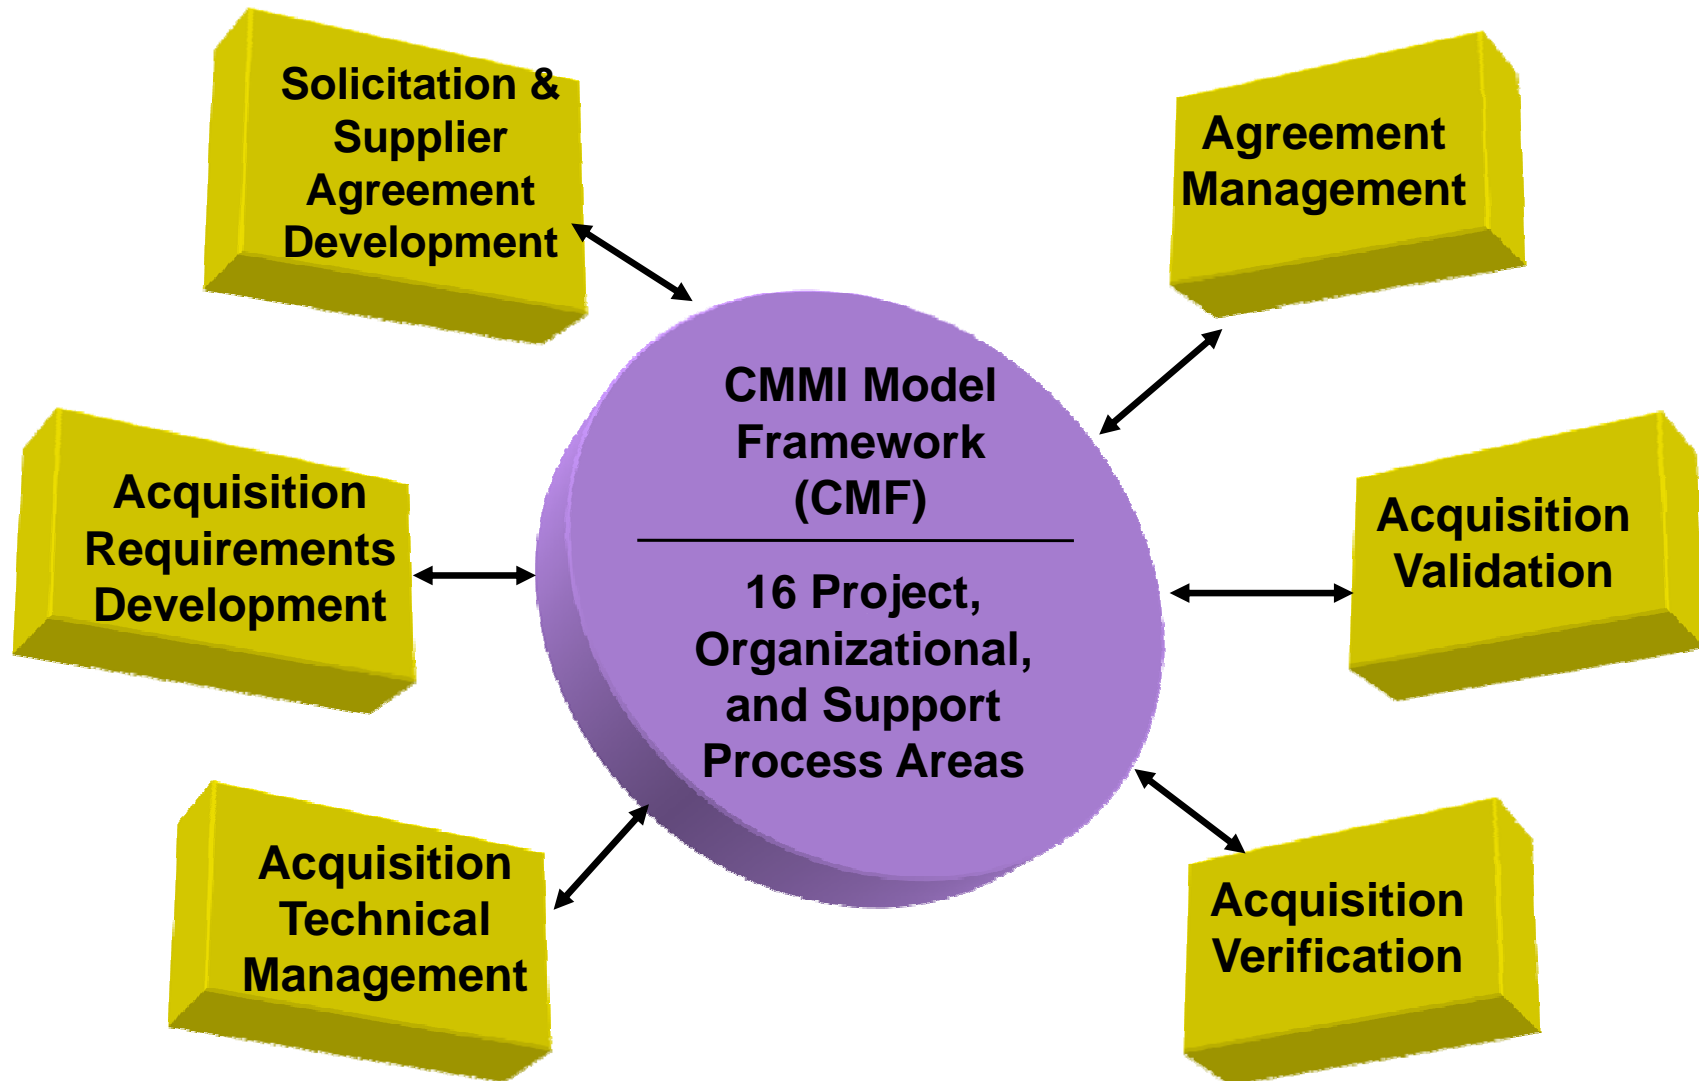 Solicitation &
Supplier
Agreement
Development
Agreement
Management
CMMI Model
Framework
(CMF)
16 Project,
Organizational,
and Support
Process Areas
Acquisition
Requirements
Development
Acquisition
Validation
Acquisition
Technical
Management
Acquisition
Verification